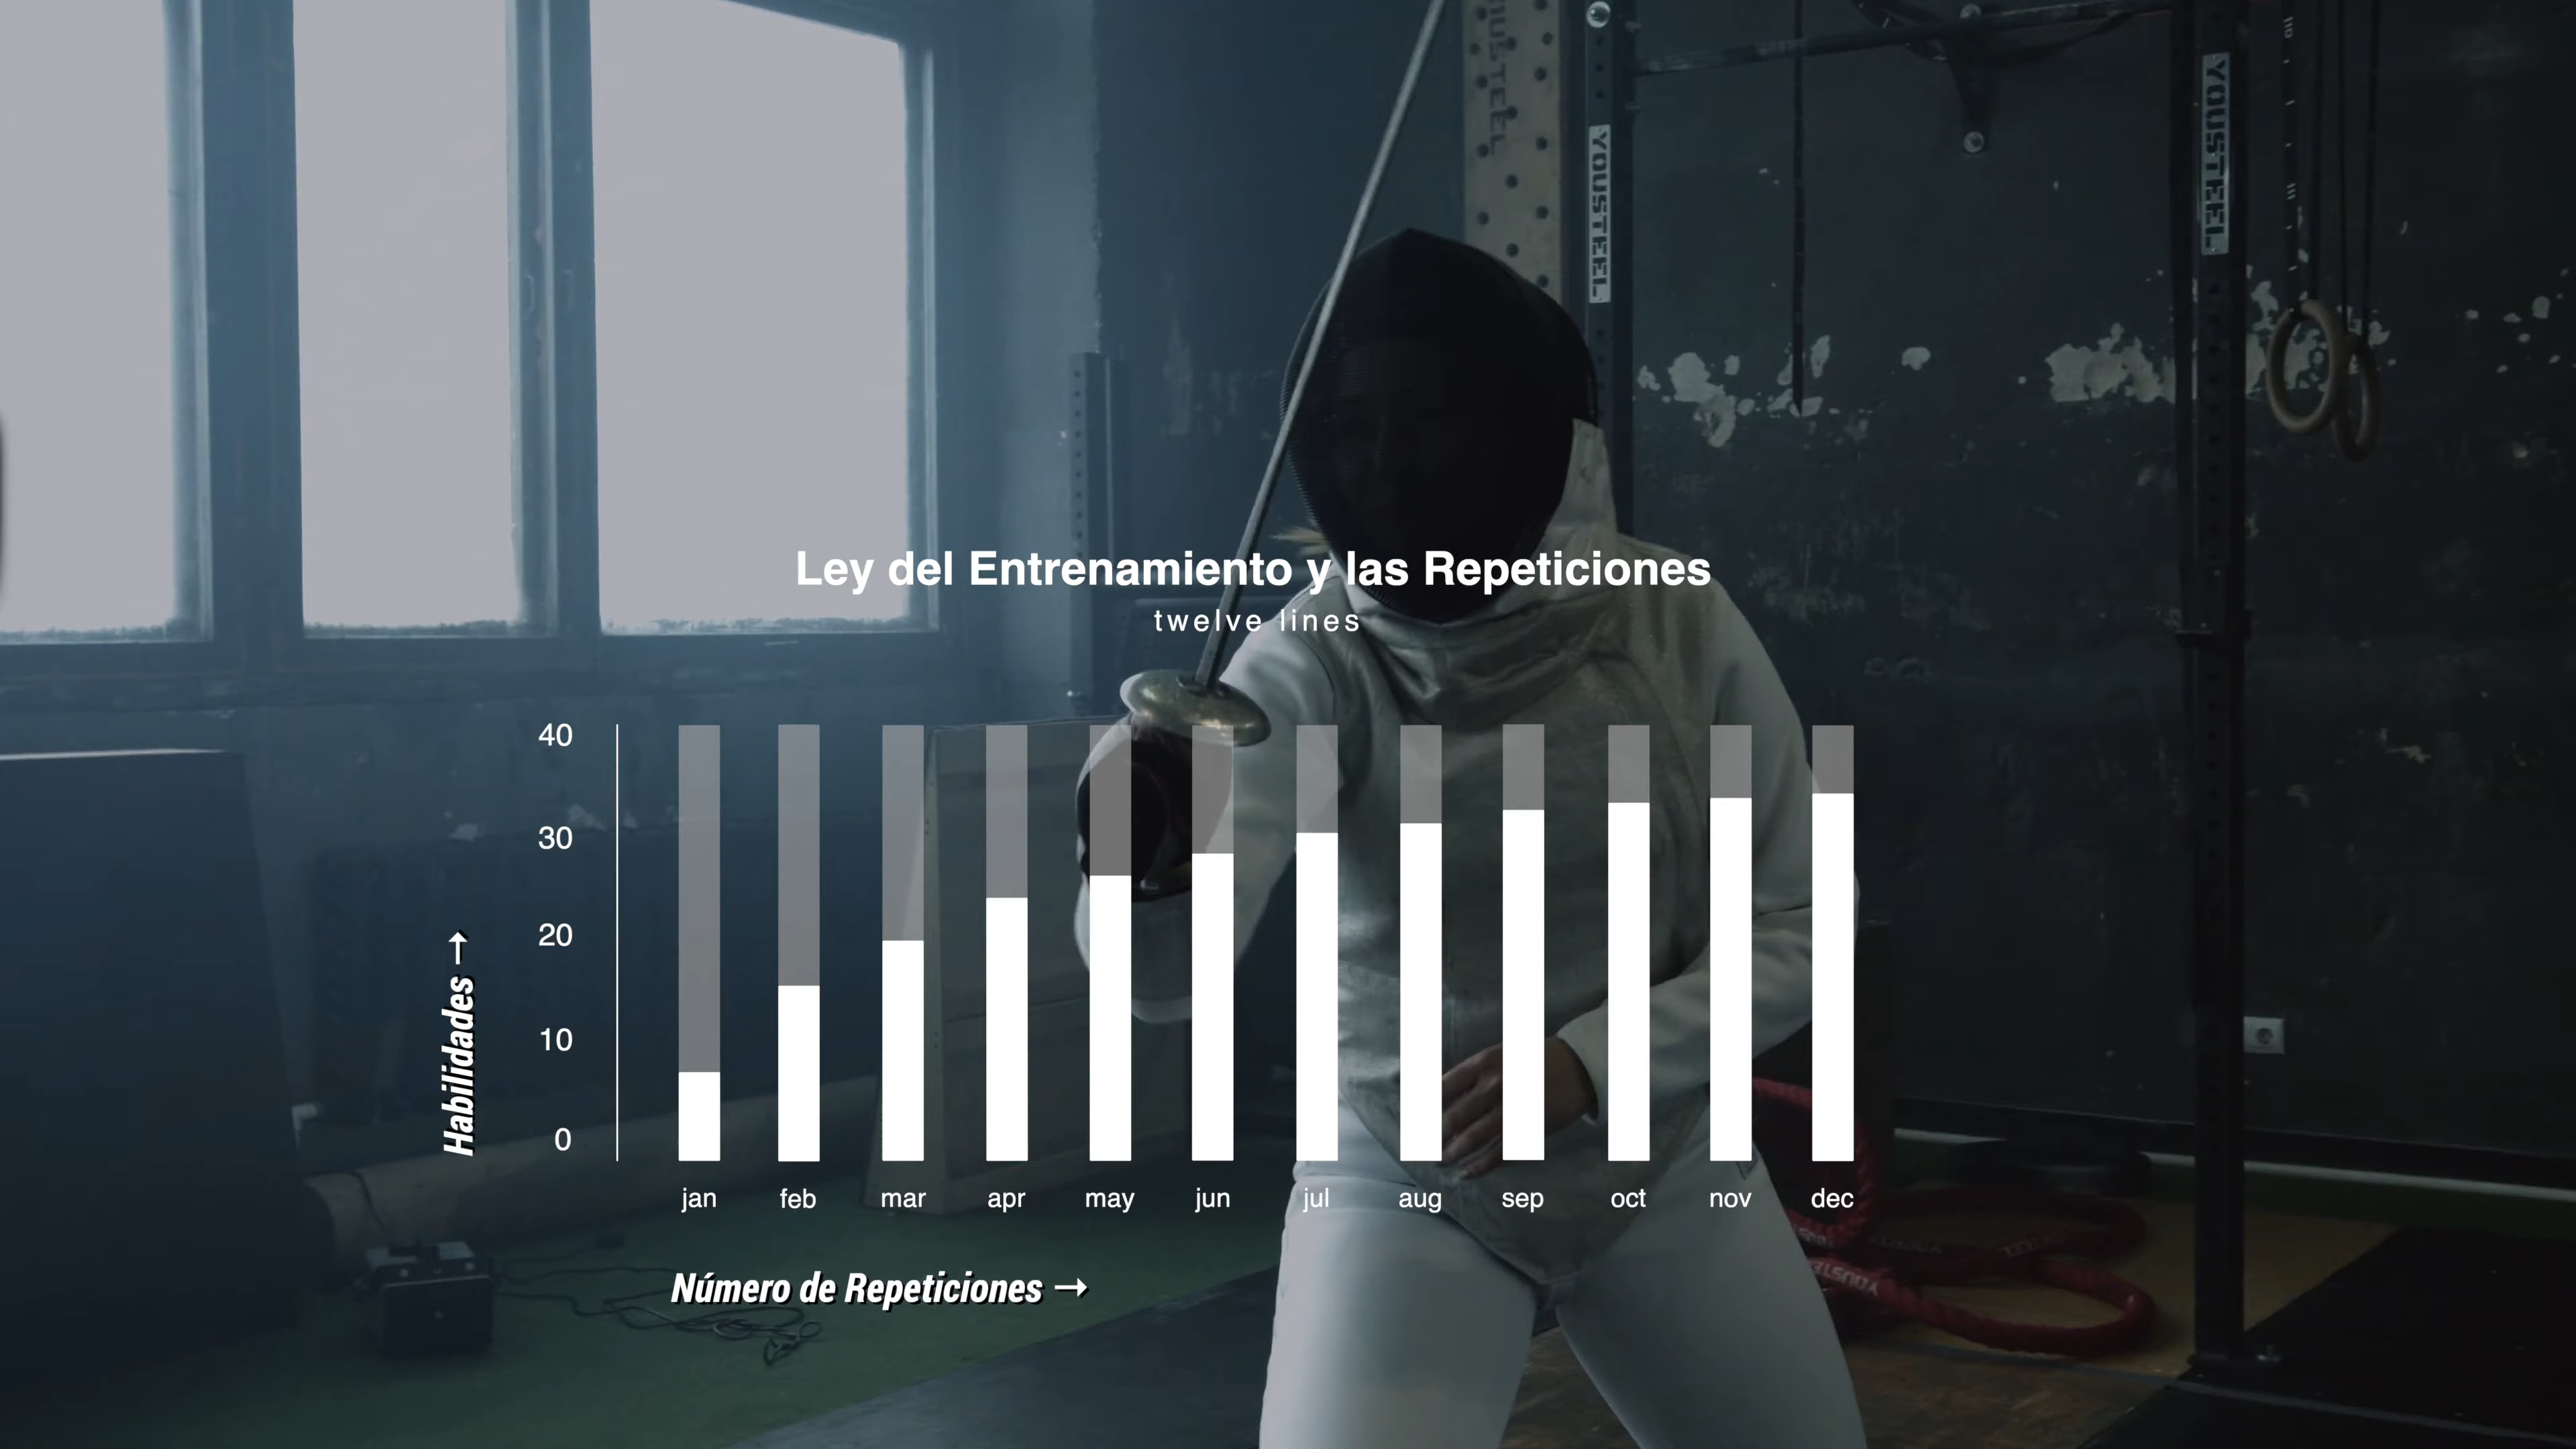 YOUSTEEL
YOUSTEEL
YOUSTEEL
Ley del Entrenamiento y las Repeticiones
twelve lines
40
30
20
10
0
Habilidades →
jan feb mar apr may jun jul aug sep oct nov dec
Número de Repeticiones →